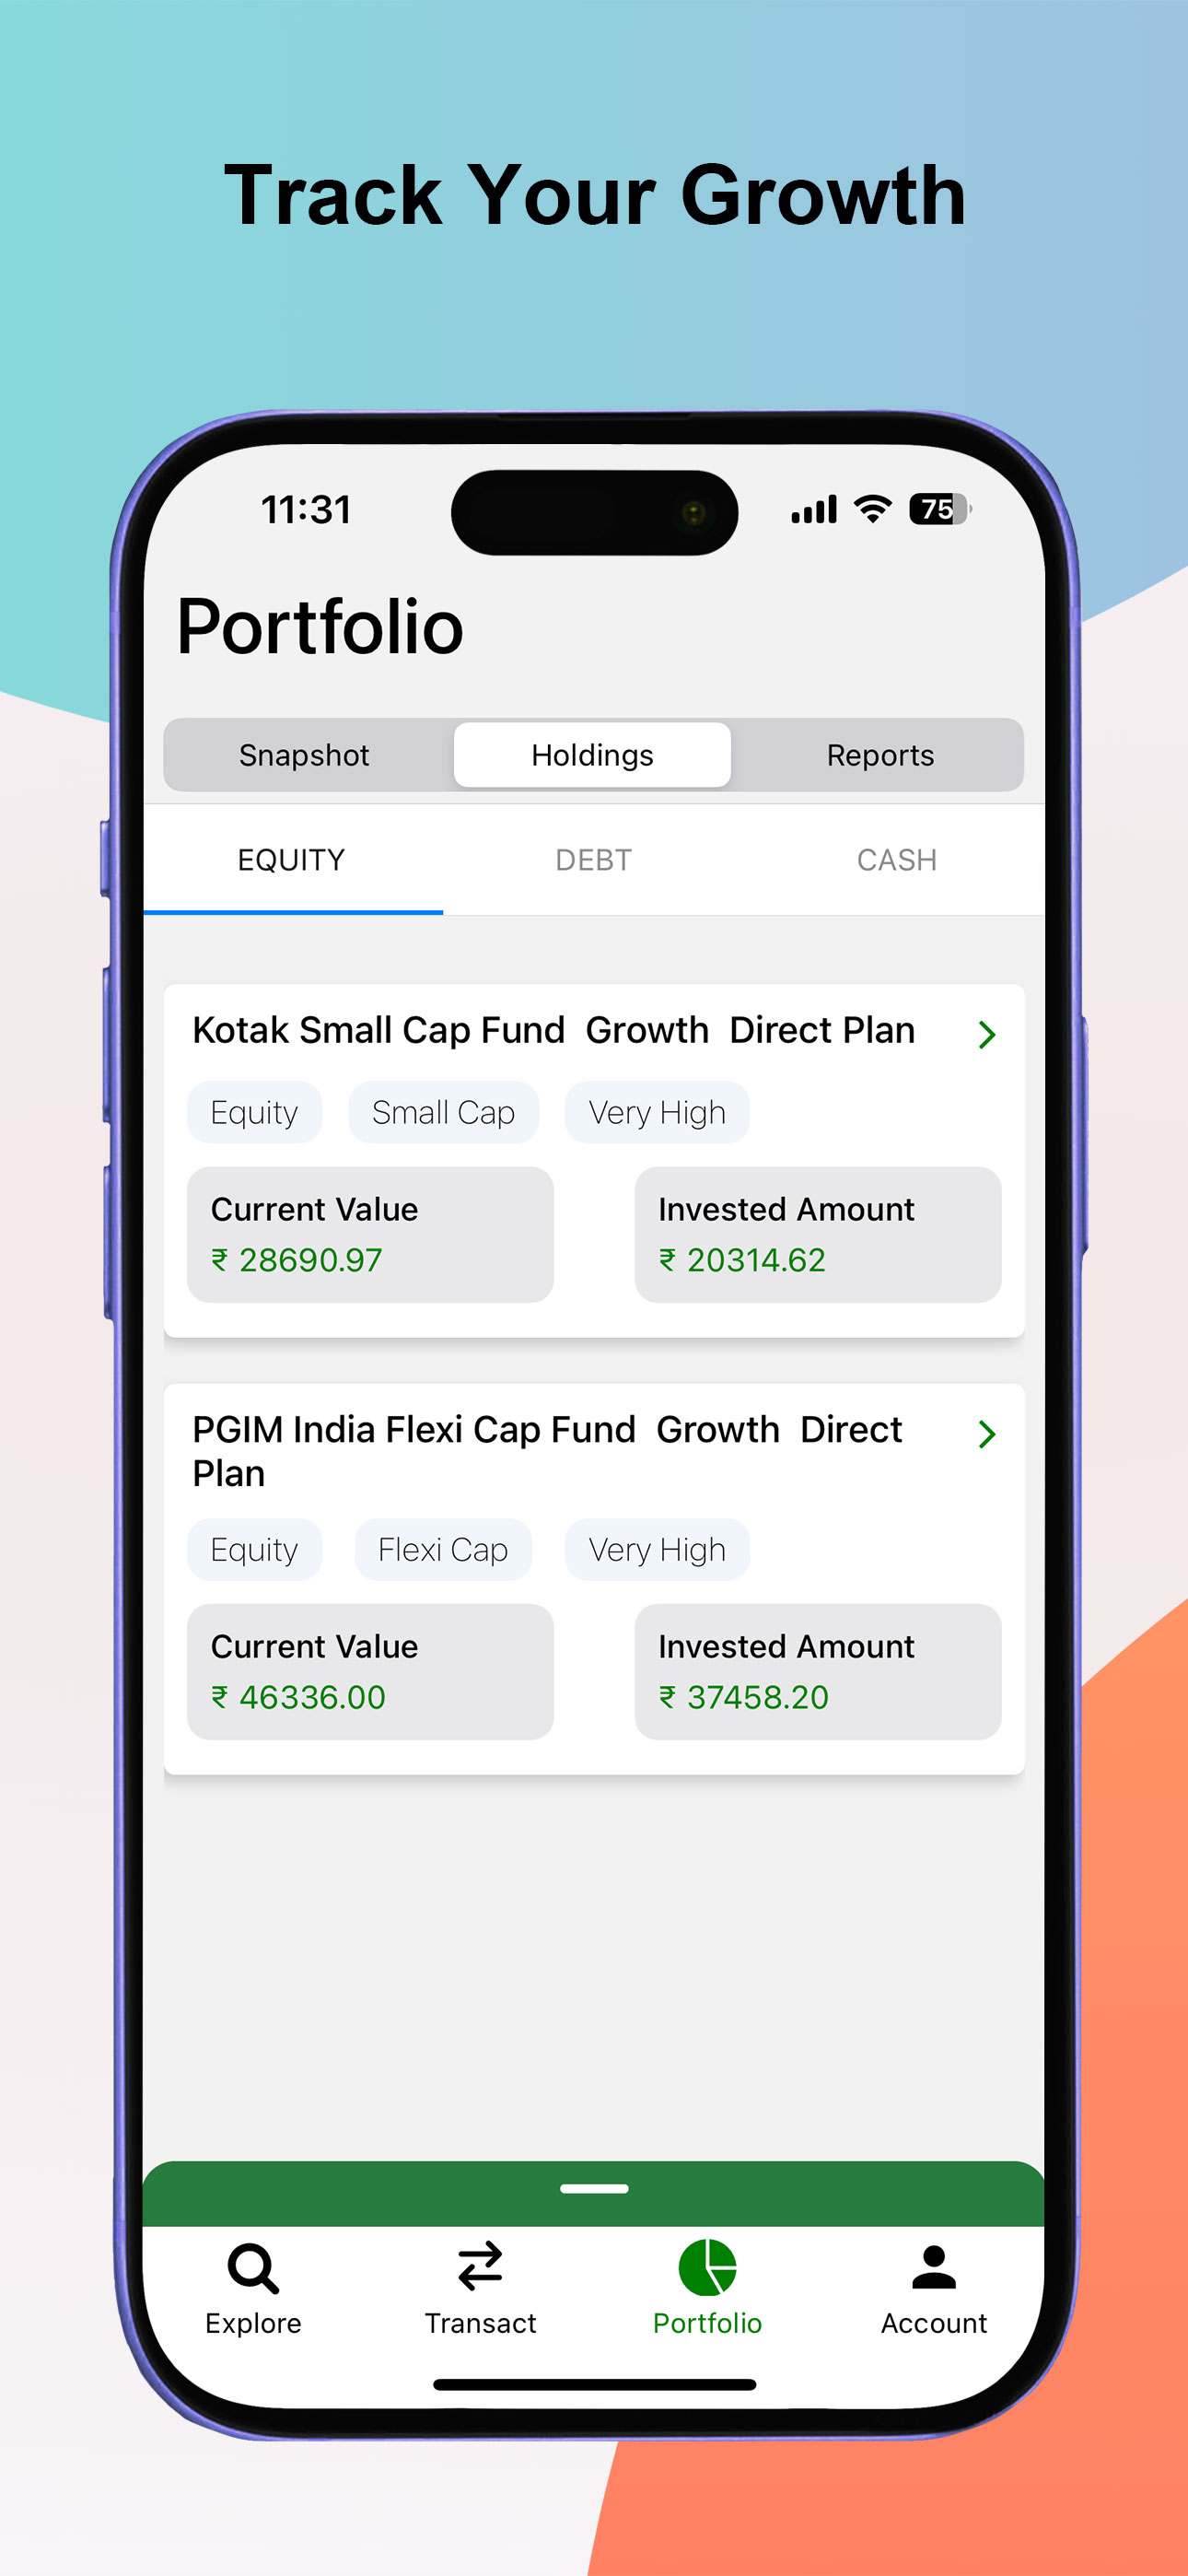 Track Your Growth
11:31
75
Portfolio
Snapshot Holdings Reports
EQUITY DEBT CASH
Kotak Small Cap Fund Growth Direct Plan
Equity Small Cap Very High
Current Value Invested Amount
₹ 28690.97 ₹ 20314.62
PGIM India Flexi Cap Fund Growth Direct
Plan
Equity Flexi Cap Very High
Current Value Invested Amount
₹ 46336.00 ₹ 37458.20
Explore Transact Portfolio Account